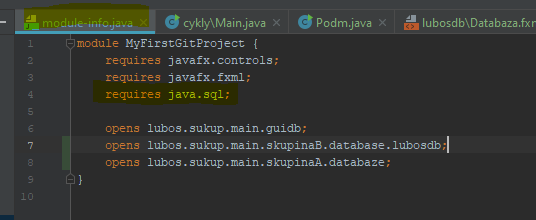 module-info.java
cykly\Main.java
Podm.java
lubosdb\Databaza.fxm
1 module MyFirstGitProject {
2 requires javafx.controls;
3 requires javafx.fxml;
4 requires java.sql;
5
6 opens lubos.sukup.main.guidb;
7 opens lubos.sukup.main.skupinaB.database.lubosdb;
8 opens lubos.sukup.main.skupinaA.databaze;
9 }
10